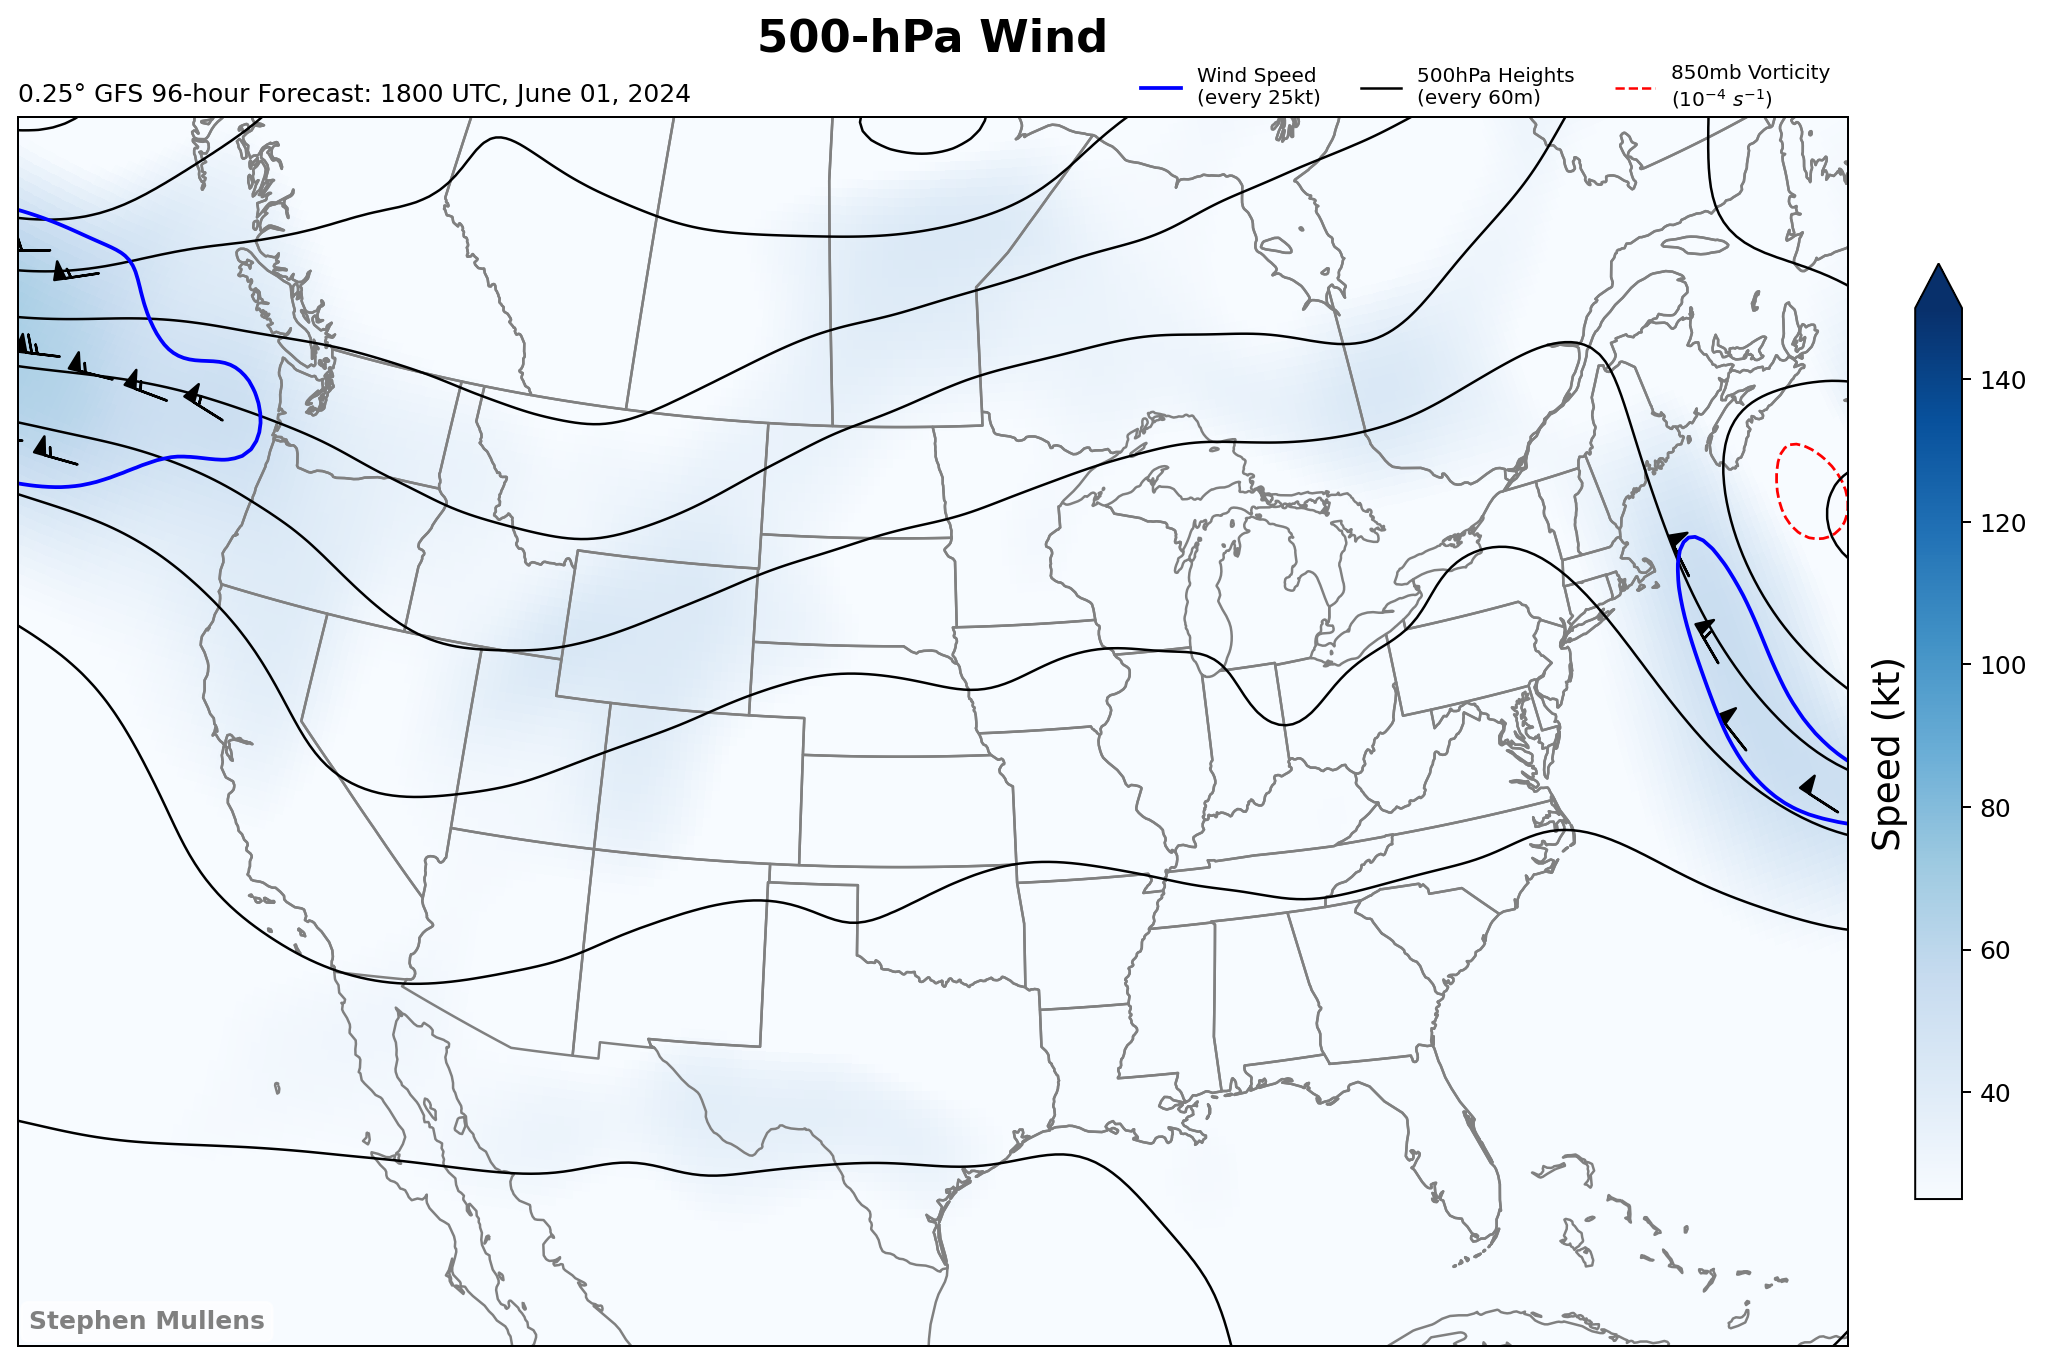 500-hPa Wind
0.25° GFS 96-hour Forecast: 1800 UTC, June 01, 2024
Wind Speed
(every 25kt)
500hPa Heights
(every 60m)
850mb Vorticity
(10⁻⁴ s⁻¹)
140
120
100
80
60
40
Speed (kt)
Stephen Mullens